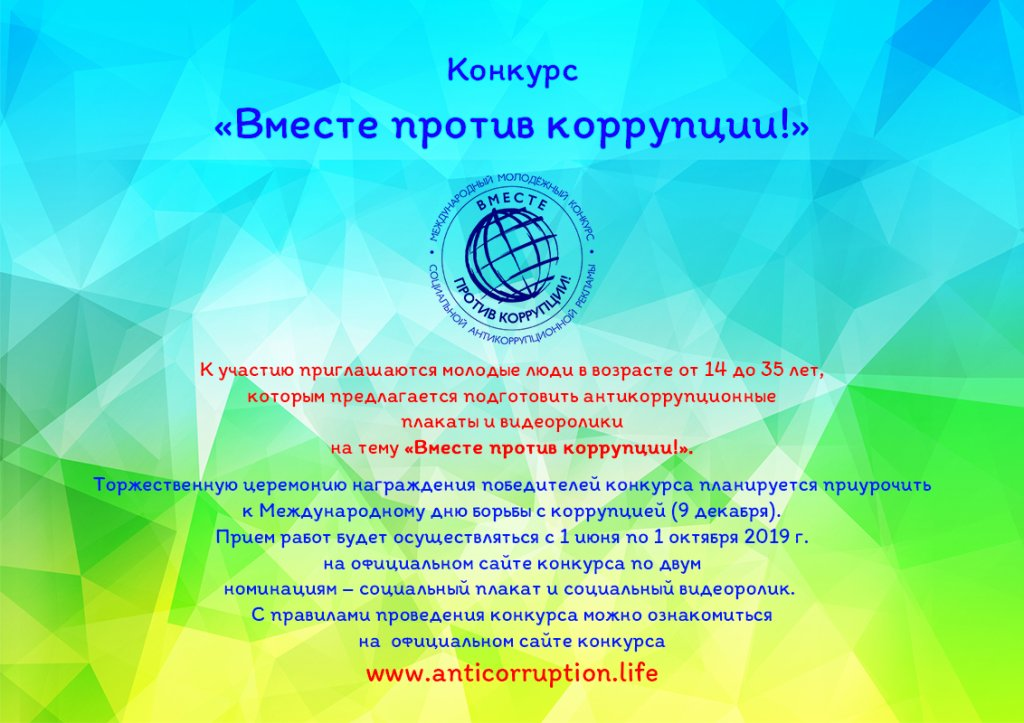 Конкурс
«Вместе против коррупции!»
МЕЖДУНАРОДНЫЙ МОЛОДЁЖНЫЙ КОНКУРС
ВМЕСТЕ
ПРОТИВ КОРРУПЦИИ!
СОЦИАЛЬНОЙ АНТИКОРРУПЦИОННОЙ РЕКЛАМЫ
К участию приглашаются молодые люди в возрасте от 14 до 35 лет,
которым предлагается подготовить антикоррупционные
плакаты и видеоролики
на тему «Вместе против коррупции!».
Торжественную церемонию награждения победителей конкурса планируется приурочить
к Международному дню борьбы с коррупцией (9 декабря).
Прием работ будет осуществляться с 1 июня по 1 октября 2019 г.
на официальном сайте конкурса по двум
номинациям – социальный плакат и социальный видеоролик.
С правилами проведения конкурса можно ознакомиться
на официальном сайте конкурса
www.anticorruption.life